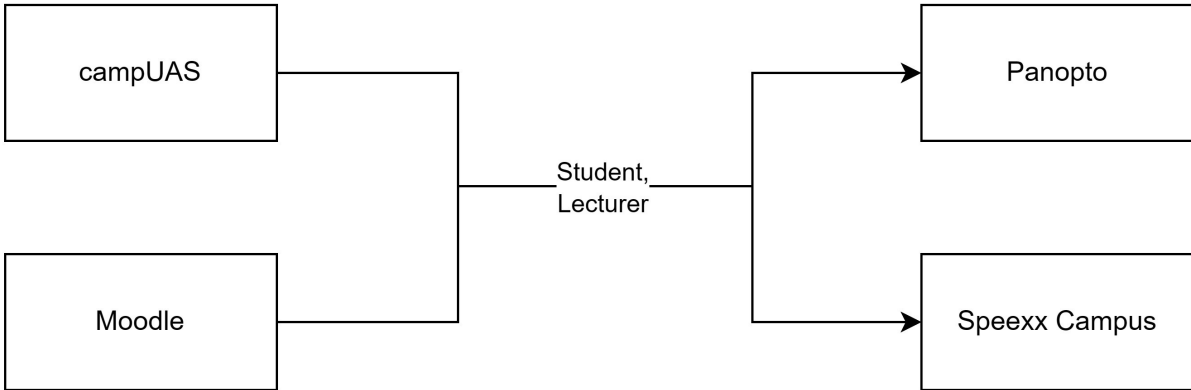 campUAS
Panopto
Student,
Lecturer
Moodle
Speexx Campus